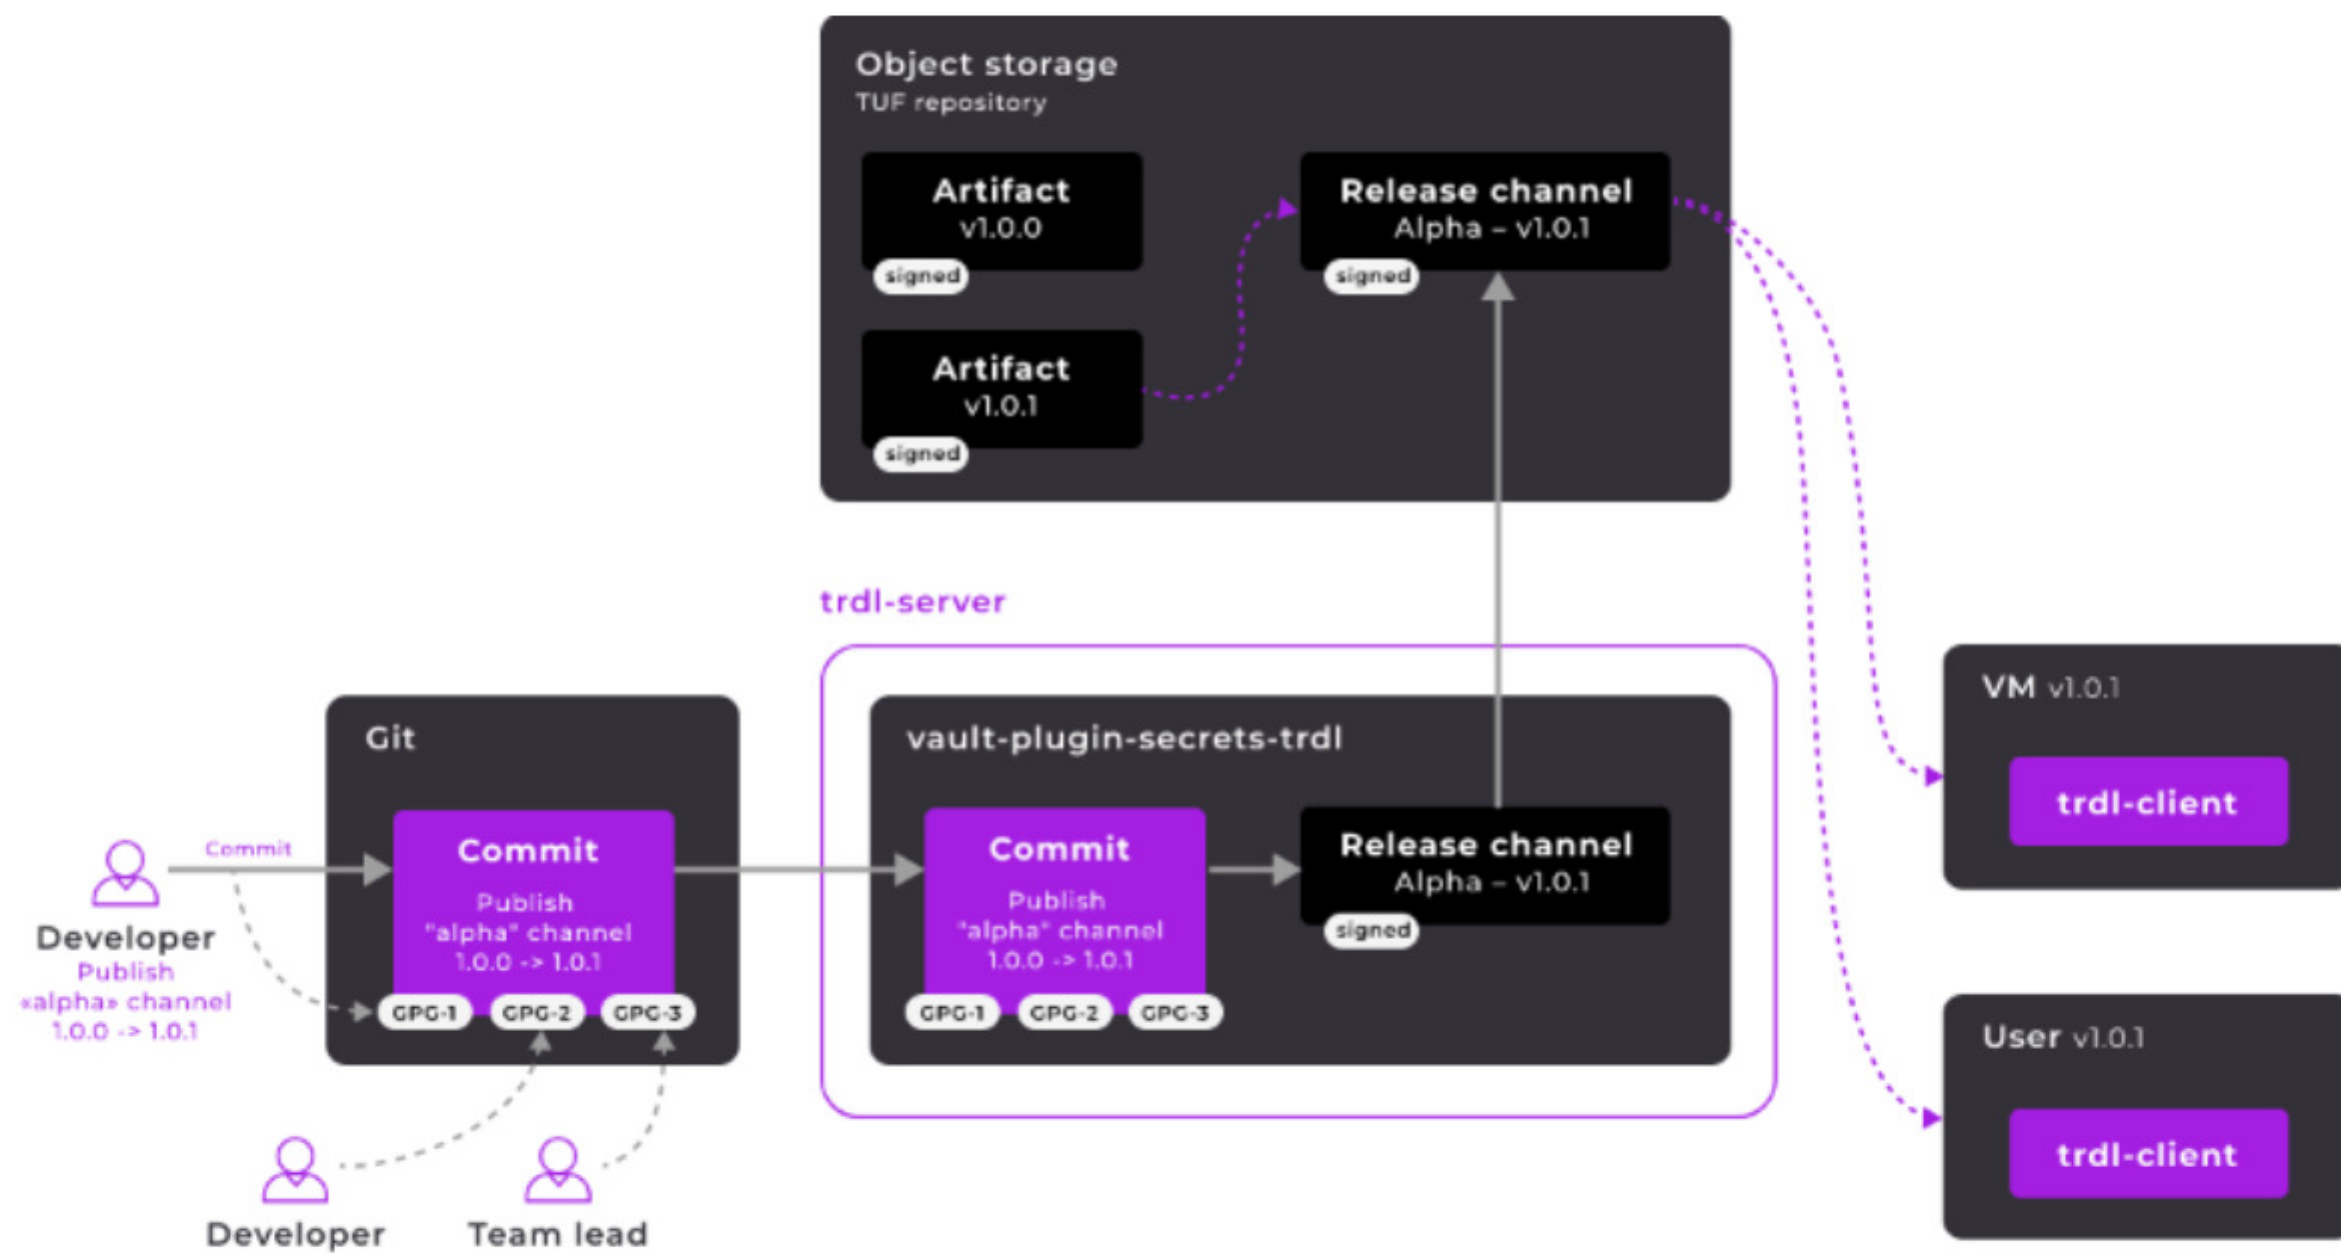 Object storage
TUF repository
Artifact
v1.0.0
signed
Release channel
Alpha – v1.0.1
signed
Artifact
v1.0.1
signed
trdl-server
Git
Commit
Publish
"alpha" channel
1.0.0 -> 1.0.1
GPG-1 GPG-2 GPG-3
Commit
Developer
Publish
«alpha» channel
1.0.0 -> 1.0.1
Developer
Team lead
vault-plugin-secrets-trdl
Commit
Publish
"alpha" channel
1.0.0 -> 1.0.1
GPG-1 GPG-2 GPG-3
Release channel
Alpha – v1.0.1
signed
VM v1.0.1
trdl-client
User v1.0.1
trdl-client